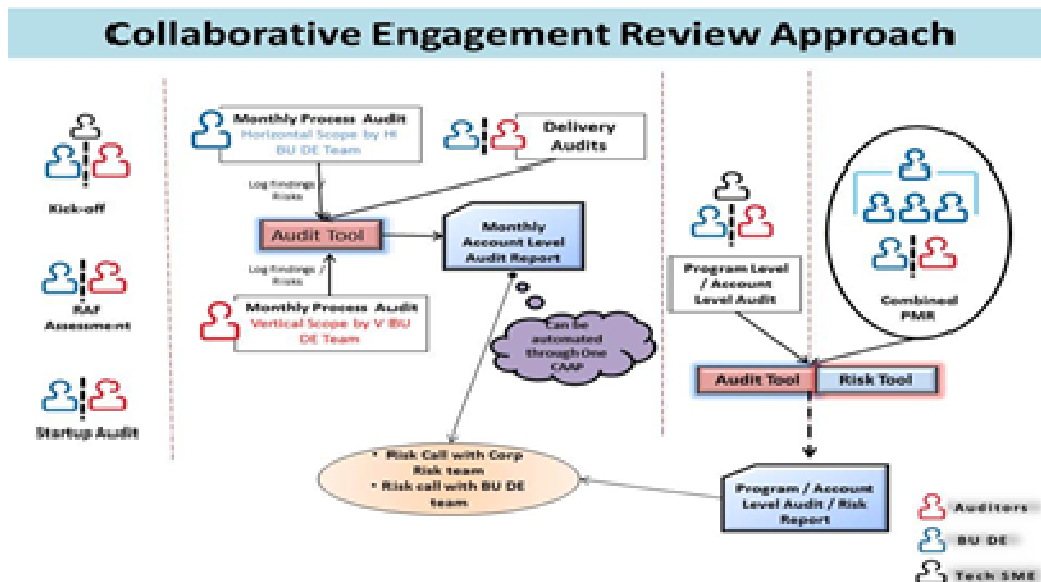 Collaborative Engagement Review Approach
Kick-off
RAF
Assessment
Startup Audit
Monthly Process Audit
Horizontal Scope by HI
BU DE Team
Delivery
Audits
Log findings /
Risks
Audit Tool
Monthly
Account Level
Audit Report
Log findings /
Risks
Monthly Process Audit
Vertical Scope by V BU
DE Team
Can be
automated
through One
CAAP
• Risk Call with Corp
Risk team
• Risk call with BU DE
team
Program Level
/ Account
Level Audit
Combined
PMR
Audit Tool
Risk Tool
Program / Account
Level Audit / Risk
Report
Auditors
BU DE
Tech SME